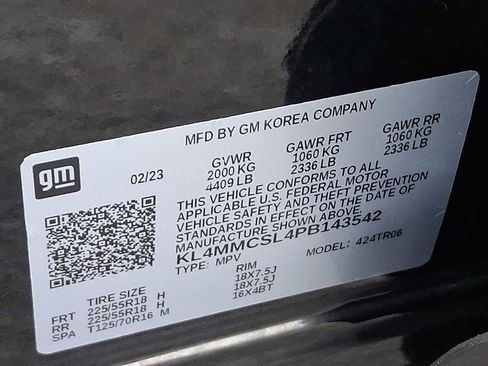 MFD BY GM KOREA COMPANY
gm
02/23
GVWR GAWR FRT GAWR RR
2000 KG 1060 KG 1060 KG
4409 LB 2336 LB 2336 LB
THIS VEHICLE CONFORMS TO ALL
APPLICABLE U.S. FEDERAL MOTOR
VEHICLE SAFETY AND THEFT PREVENTION
STANDARDS IN EFFECT ON THE DATE OF
MANUFACTURE SHOWN ABOVE.
KL4MMCSL4PB143542
TYPE: MPV MODEL: 424TR06
TIRE SIZE RIM
FRT 225/55R18 H 18X7.5J
RR 225/55R18 H 18X7.5J
SPA T125/70R16 M 16X4BT